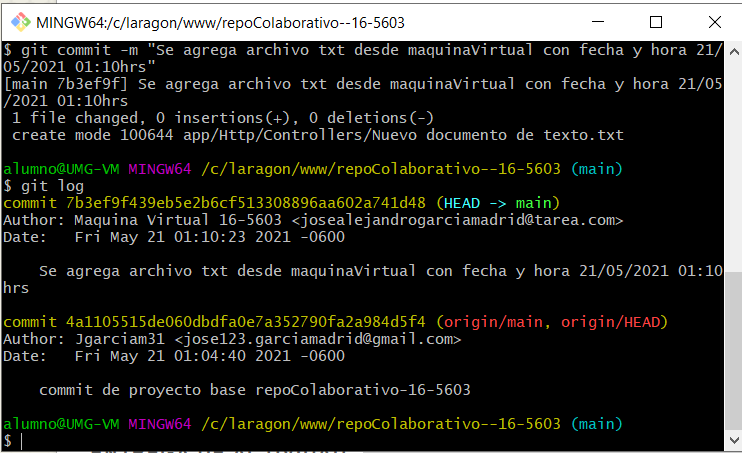 MINGW64:/c/laragon/www/repoColaborativo--16-5603
$ git commit -m "Se agrega archivo txt desde maquinaVirtual con fecha y hora 21/
05/2021 01:10hrs"
[main 7b3ef9f] Se agrega archivo txt desde maquinaVirtual con fecha y hora 21/05
/2021 01:10hrs
 1 file changed, 0 insertions(+), 0 deletions(-)
 create mode 100644 app/Http/Controllers/Nuevo documento de texto.txt
alumno@UMG-VM MINGW64 /c/laragon/www/repoColaborativo--16-5603 (main)
$ git log
commit 7b3ef9f439eb5e2b6cf513308896aa602a741d48 (HEAD -> main)
Author: Maquina Virtual 16-5603 <josealejandrogarciamadrid@tarea.com>
Date:   Fri May 21 01:10:23 2021 -0600
    Se agrega archivo txt desde maquinaVirtual con fecha y hora 21/05/2021 01:10
hrs
commit 4a1105515de060dbdfa0e7a352790fa2a984d5f4 (origin/main, origin/HEAD)
Author: Jgarciam31 <jose123.garciamadrid@gmail.com>
Date:   Fri May 21 01:04:40 2021 -0600
    commit de proyecto base repoColaborativo-16-5603
alumno@UMG-VM MINGW64 /c/laragon/www/repoColaborativo--16-5603 (main)
$